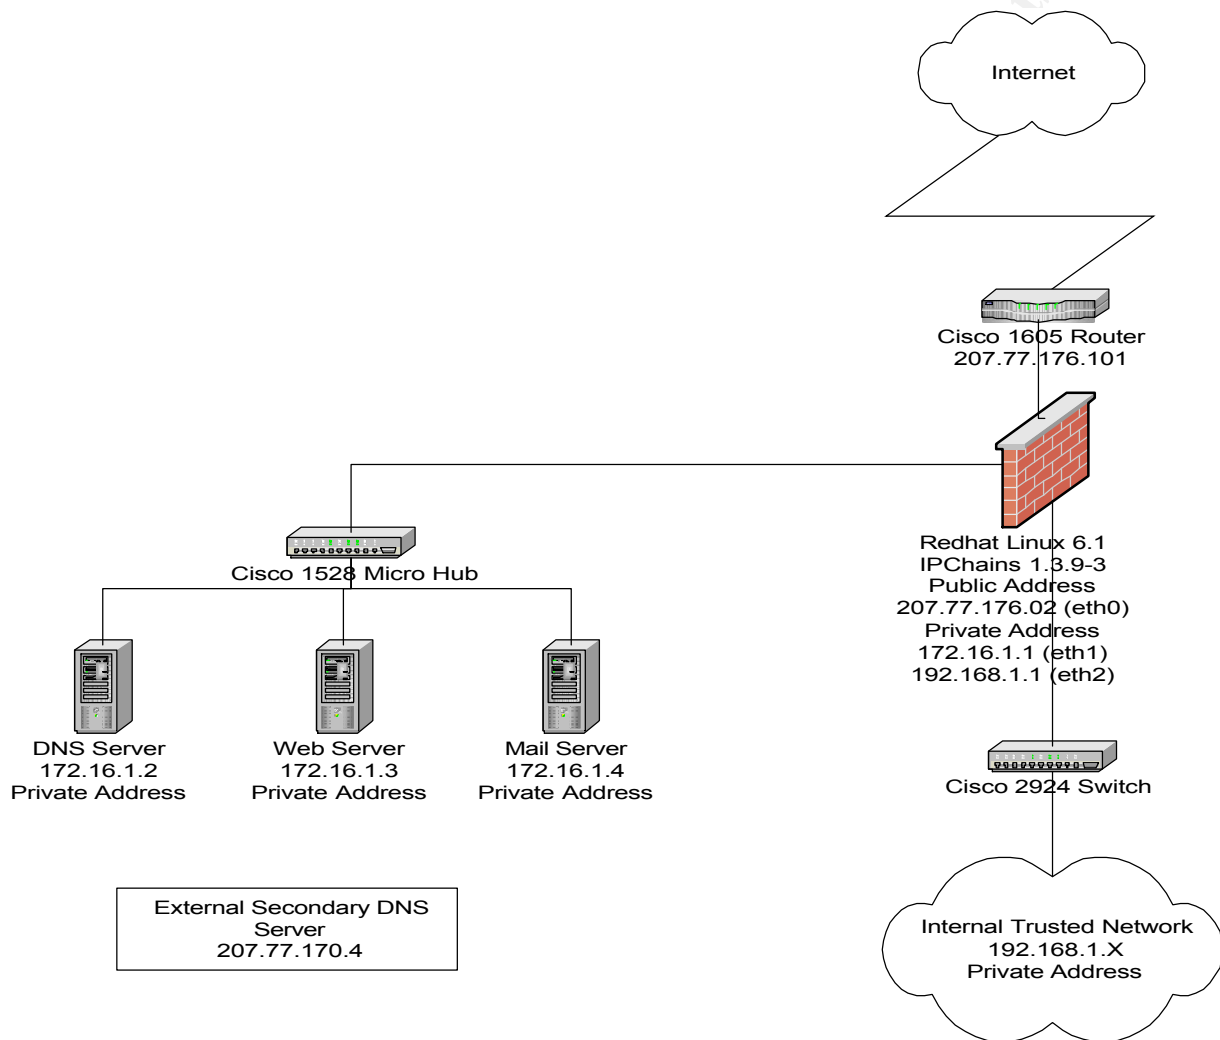 Internet
Cisco 1605 Router
207.77.176.101
Redhat Linux 6.1
IPChains 1.3.9-3
Public Address
207.77.176.02 (eth0)
Private Address
172.16.1.1 (eth1)
192.168.1.1 (eth2)
Cisco 1528 Micro Hub
DNS Server
172.16.1.2
Private Address
Web Server
172.16.1.3
Private Address
Mail Server
172.16.1.4
Private Address
Cisco 2924 Switch
External Secondary DNS
Server
207.77.170.4
Internal Trusted Network
192.168.1.X
Private Address